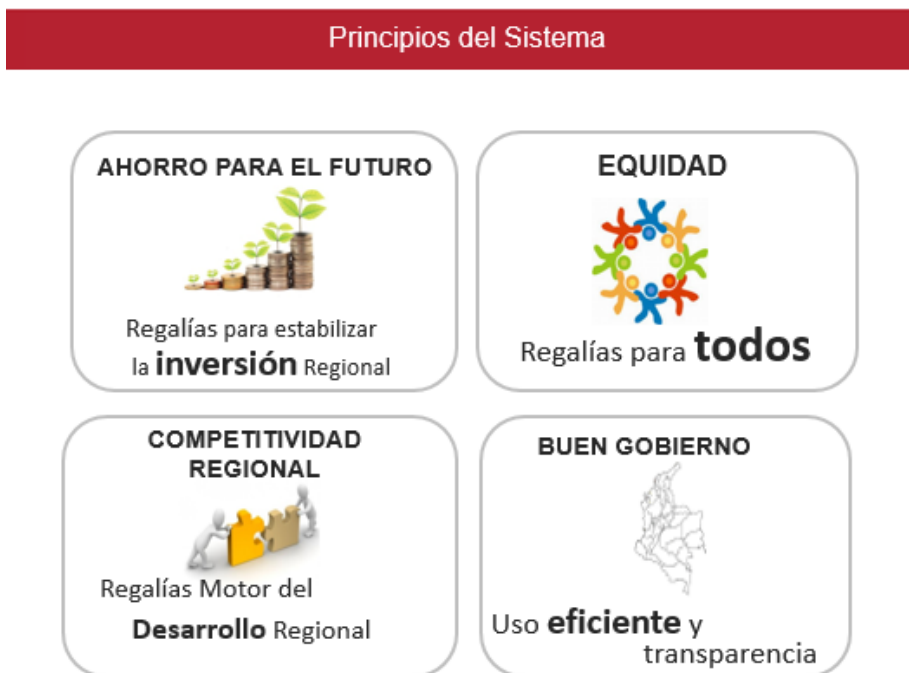 Principios del Sistema
AHORRO PARA EL FUTURO
Regalías para estabilizar
la inversión Regional
EQUIDAD
Regalías para todos
COMPETITIVIDAD
REGIONAL
Regalías Motor del
Desarrollo Regional
BUEN GOBIERNO
Uso eficiente y
transparencia